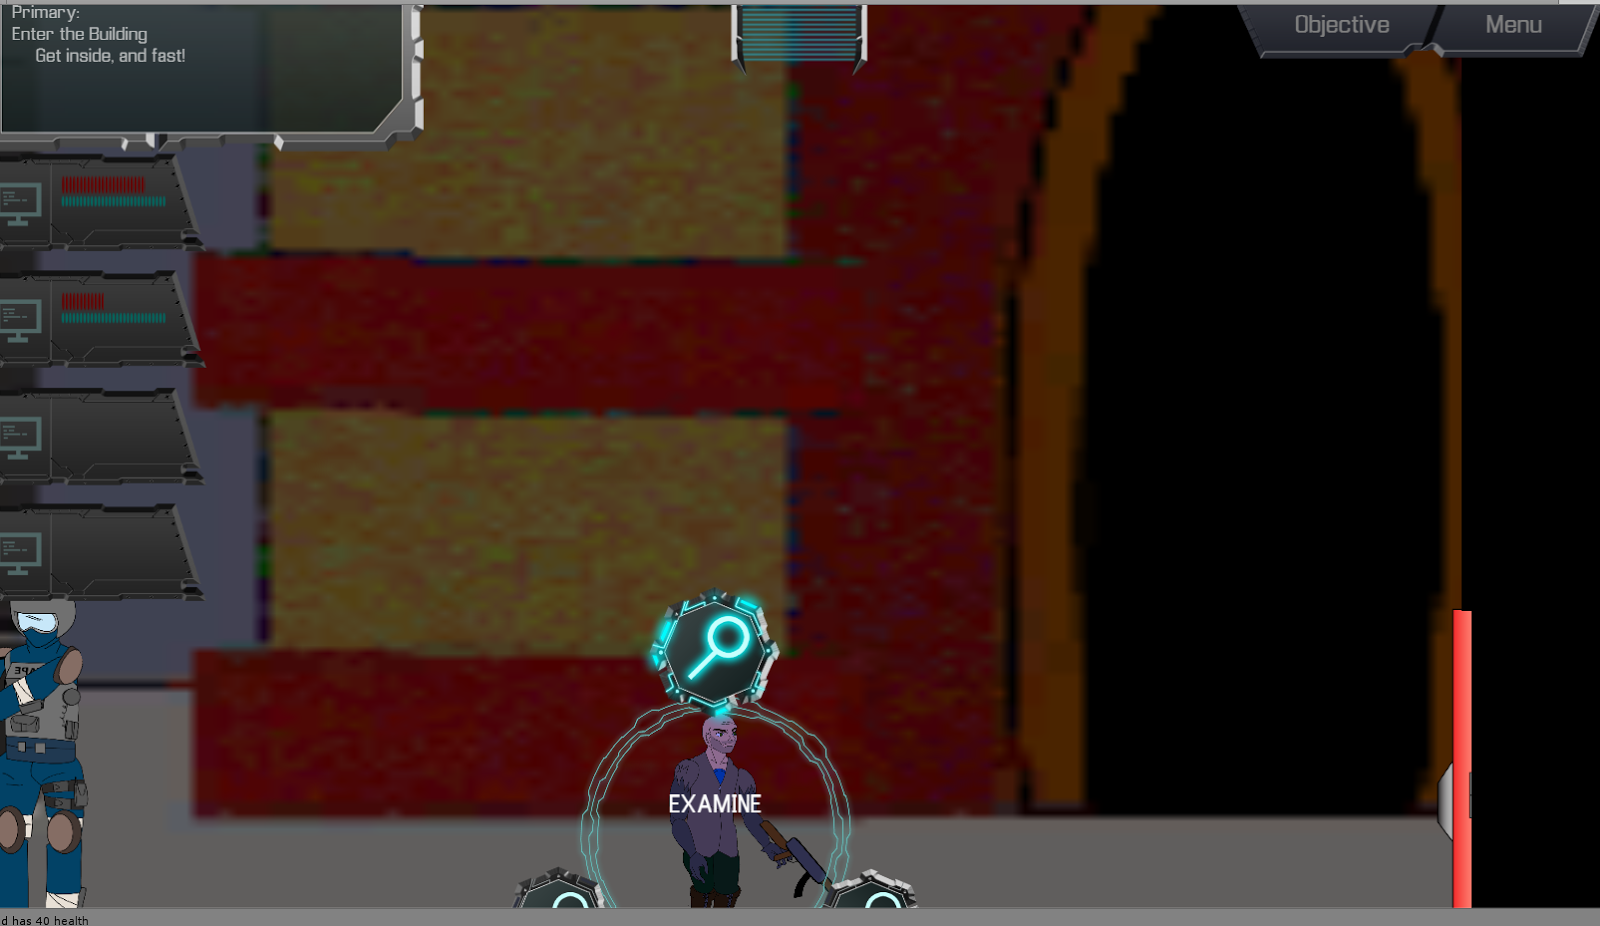 Primary:
Enter the Building
Get inside, and fast!
Objective
Menu
EXAMINE
d has 40 health